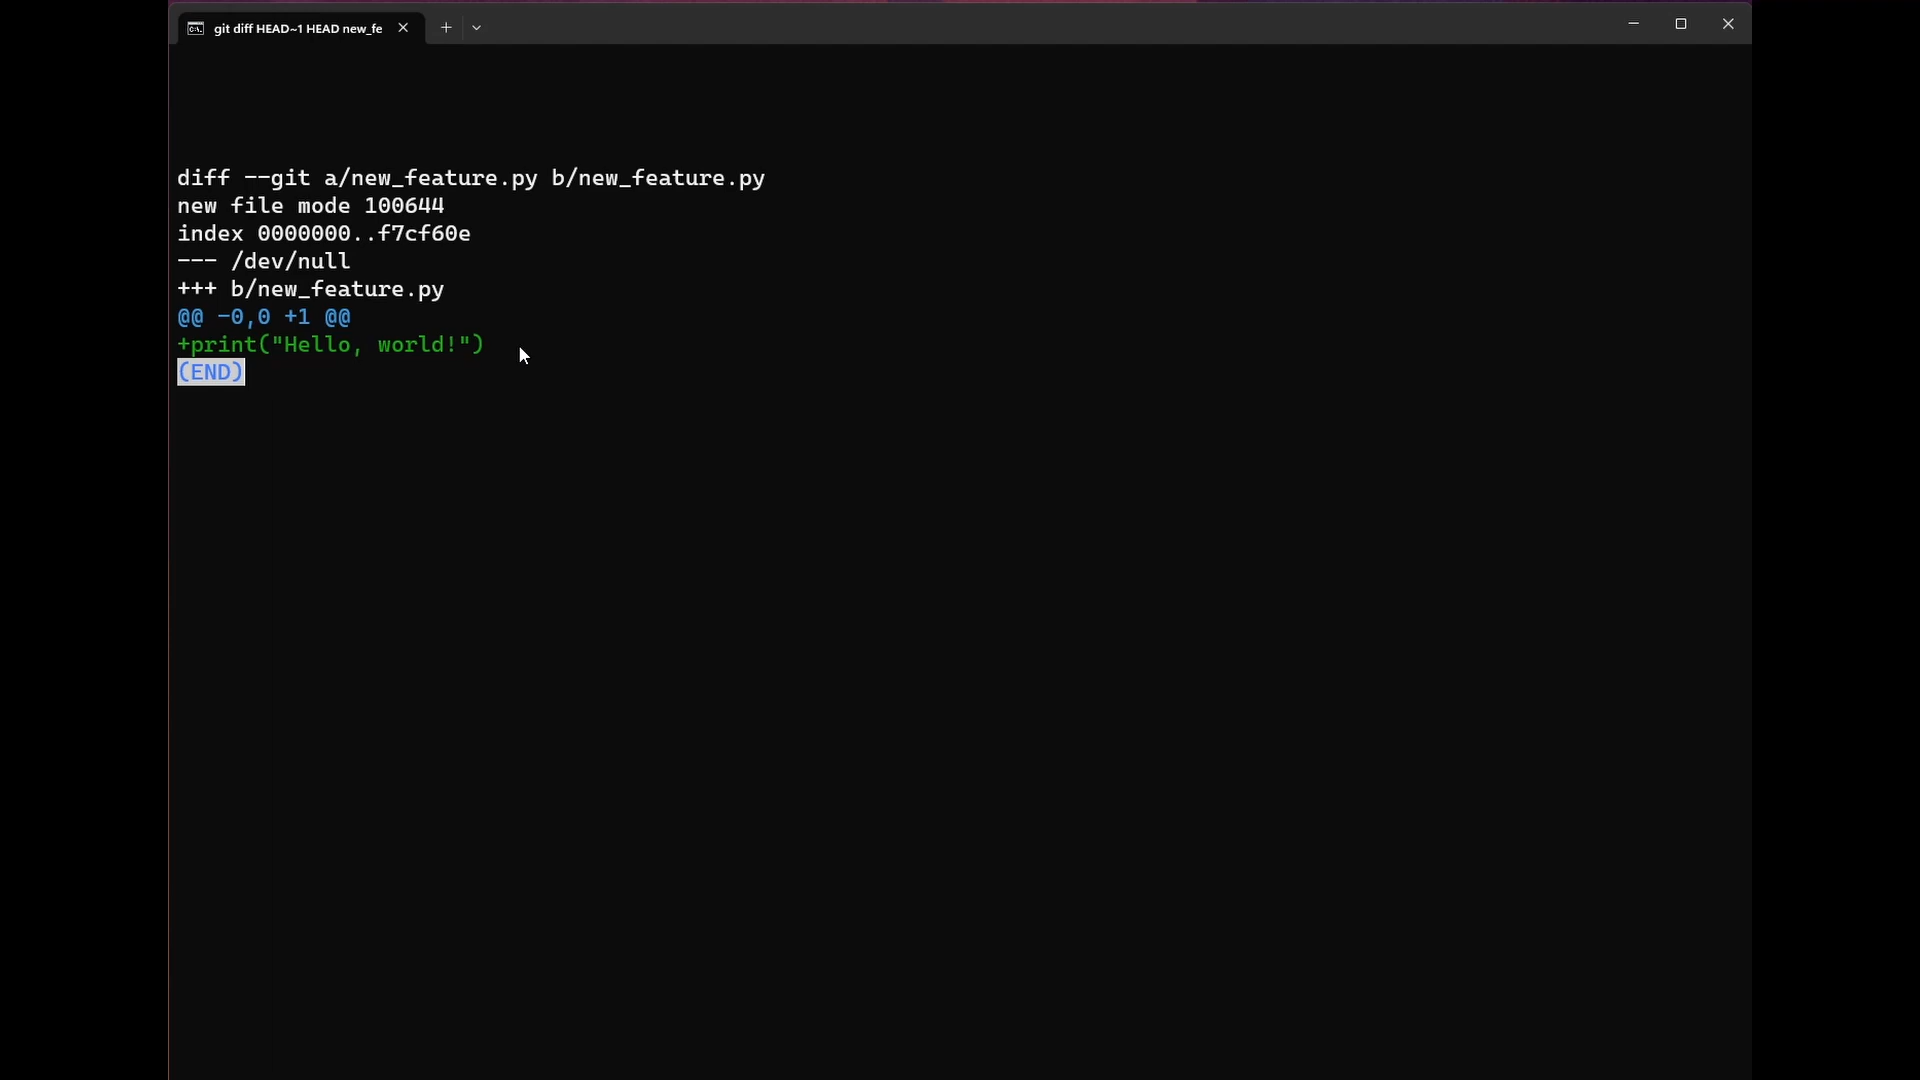 git diff HEAD~1 HEAD new_fe
diff --git a/new_feature.py b/new_feature.py
new file mode 100644
index 0000000..f7cf60e
--- /dev/null
+++ b/new_feature.py
@@ -0,0 +1 @@
+print("Hello, world!")
(END)